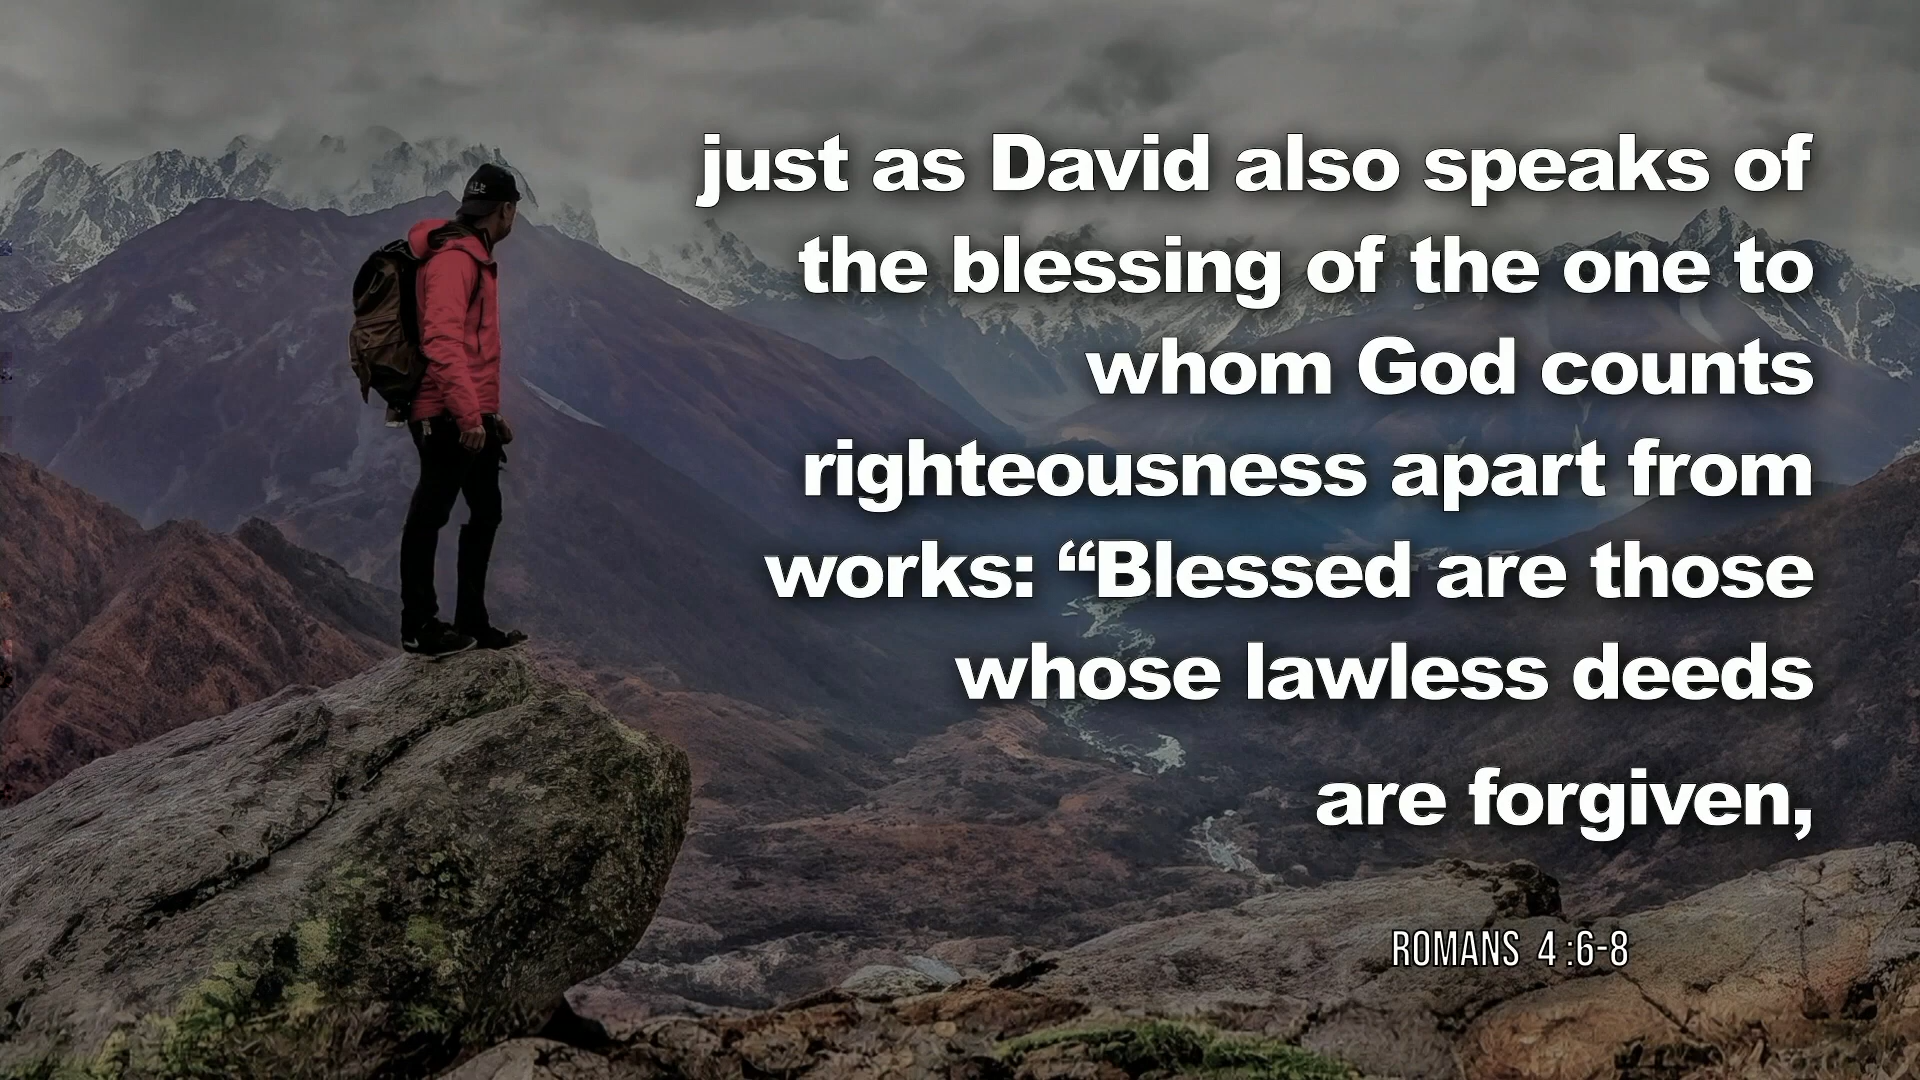 just as David also speaks of
the blessing of the one to
whom God counts
righteousness apart from
works: “Blessed are those
whose lawless deeds
are forgiven,
ROMANS 4:6-8